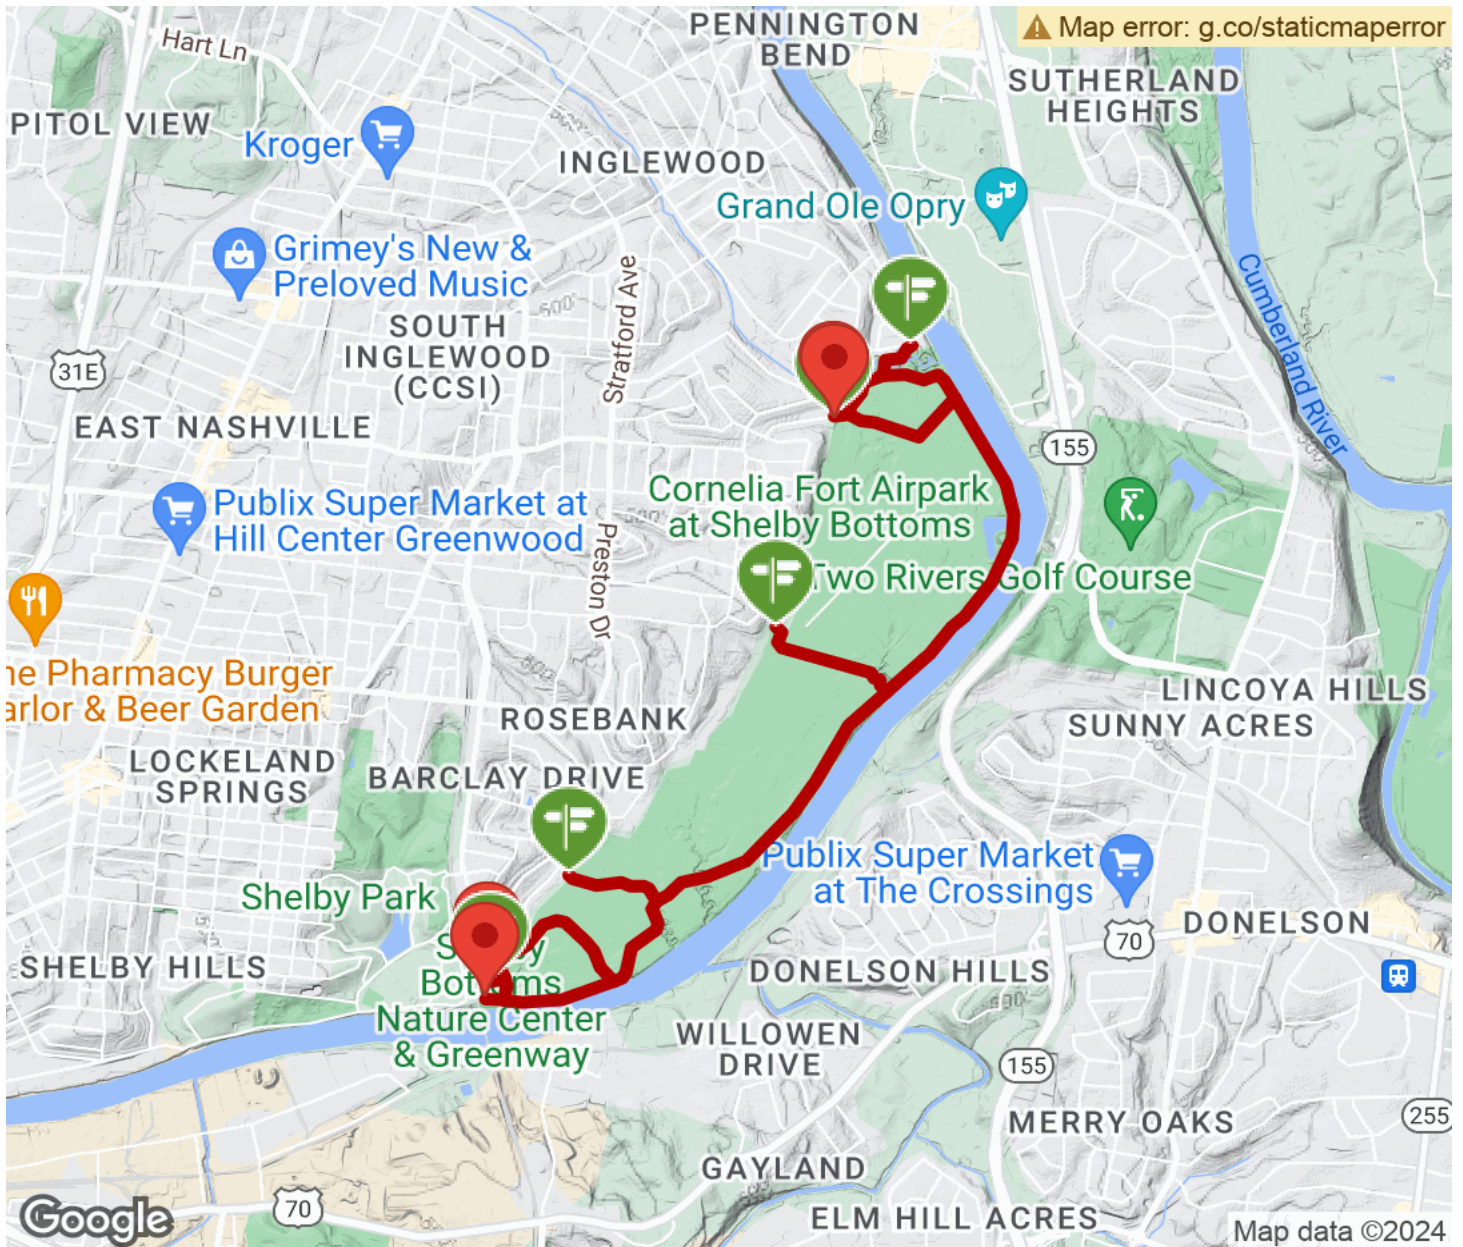 PENNINGTON
BEND
Map error: g.co/staticmaperror
Hart Ln
SUTHERLAND
HEIGHTS
PITOL VIEW
Kroger
INGLEWOOD
Grand Ole Opry
Grimey's New &
Preloved Music
500'
Stratford Ave
Cumberland River
SOUTH
INGLEWOOD
(CCSI)
31E
EAST NASHVILLE
155
Cornelia Fort Airpark
at Shelby Bottoms
Publix Super Market at
Hill Center Greenwood
Preston Dr
Two Rivers Golf Course
ne Pharmacy Burger
arlor & Beer Garden
LINCOYA HILLS
SUNNY ACRES
ROSEBANK
LOCKELAND
SPRINGS
BARCLAY DRIVE
Publix Super Market
at The Crossings
Shelby Park
DONELSON
70
SHELBY HILLS
Bottoms
Nature Center
& Greenway
DONELSON HILLS
500'
WILLOWEN
DRIVE
155
MERRY OAKS
255
GAYLAND
70
ELM HILL ACRES
Google
Map data ©2024